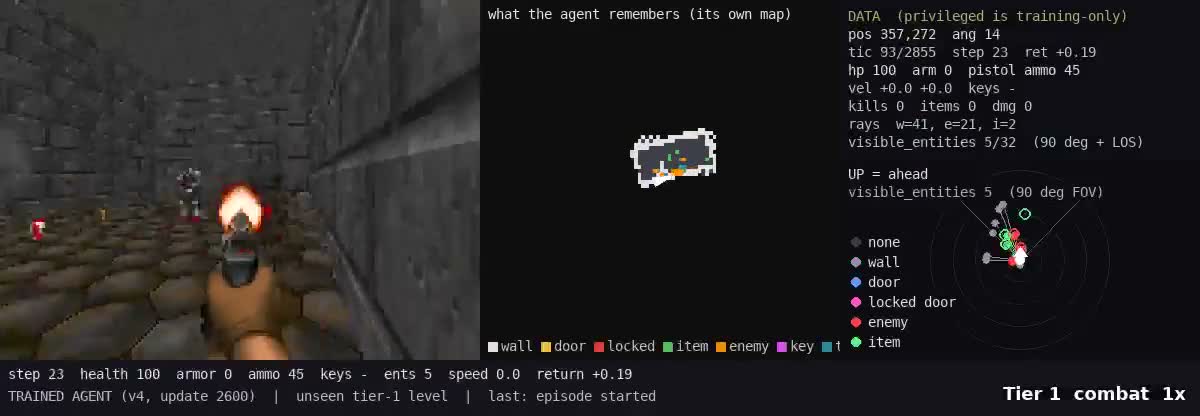 what the agent remembers (its own map)
wall door locked item enemy key t
DATA (privileged is training-only)
pos 357,272 ang 14
tic 93/2855 step 23 ret +0.19
hp 100 arm 0 pistol ammo 45
vel +0.0 +0.0 keys -
kills 0 items 0 dmg 0
rays w=41, e=21, i=2
visible_entities 5/32 (90 deg + LOS)
UP = ahead
visible_entities 5 (90 deg FOV)
none
wall
door
locked door
enemy
item
step 23 health 100 armor 0 ammo 45 keys - ents 5 speed 0.0 return +0.19
TRAINED AGENT (v4, update 2600) | unseen tier-1 level | last: episode started
Tier 1 combat 1x